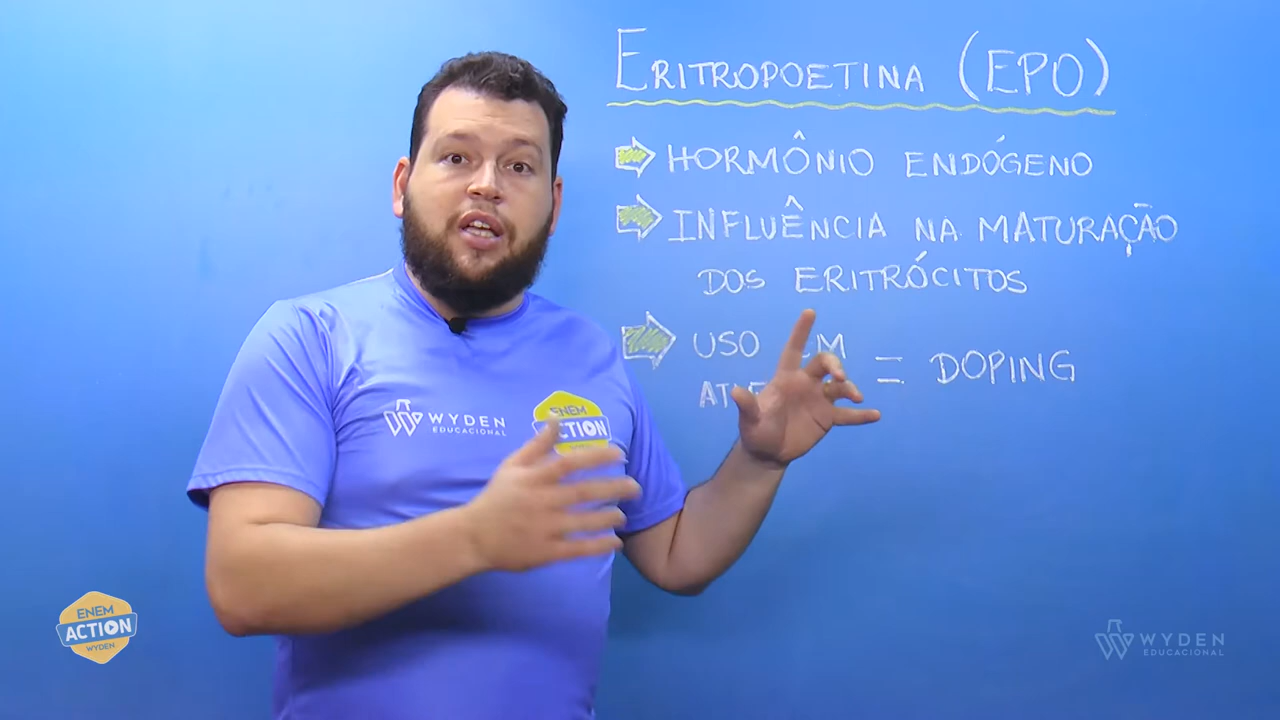 ERITROPOETINA (EPO)
HORMÔNIO ENDÓGENO
INFLUÊNCIA NA MATURAÇÃO
DOS ERITRÓCITOS
USO
= DOPING
WYDEN
EDUCACIONAL
ENEM
ACTION
ENEM
ACTION
WYDEN
WYDEN
EDUCACIONAL